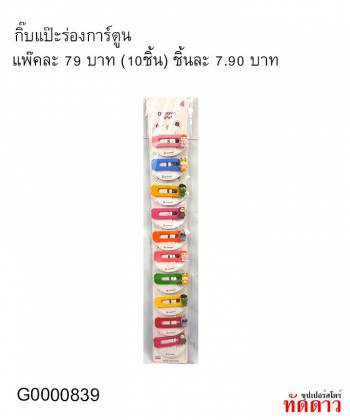 กิ๊บแป๊ะร่องการ์ตูน
แพ๊คละ 79 บาท (10ชิ้น) ชิ้นละ 7.90 บาท
G0000839
ซุปเปอร์สโตร์
ทัดดาว